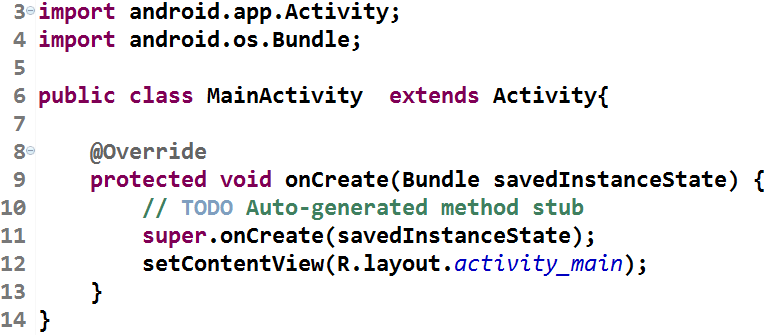 3 import android.app.Activity;
4 import android.os.Bundle;
5
6 public class MainActivity  extends Activity{
7
8     @Override
9     protected void onCreate(Bundle savedInstanceState) {
10         // TODO Auto-generated method stub
11         super.onCreate(savedInstanceState);
12         setContentView(R.layout.activity_main);
13     }
14 }